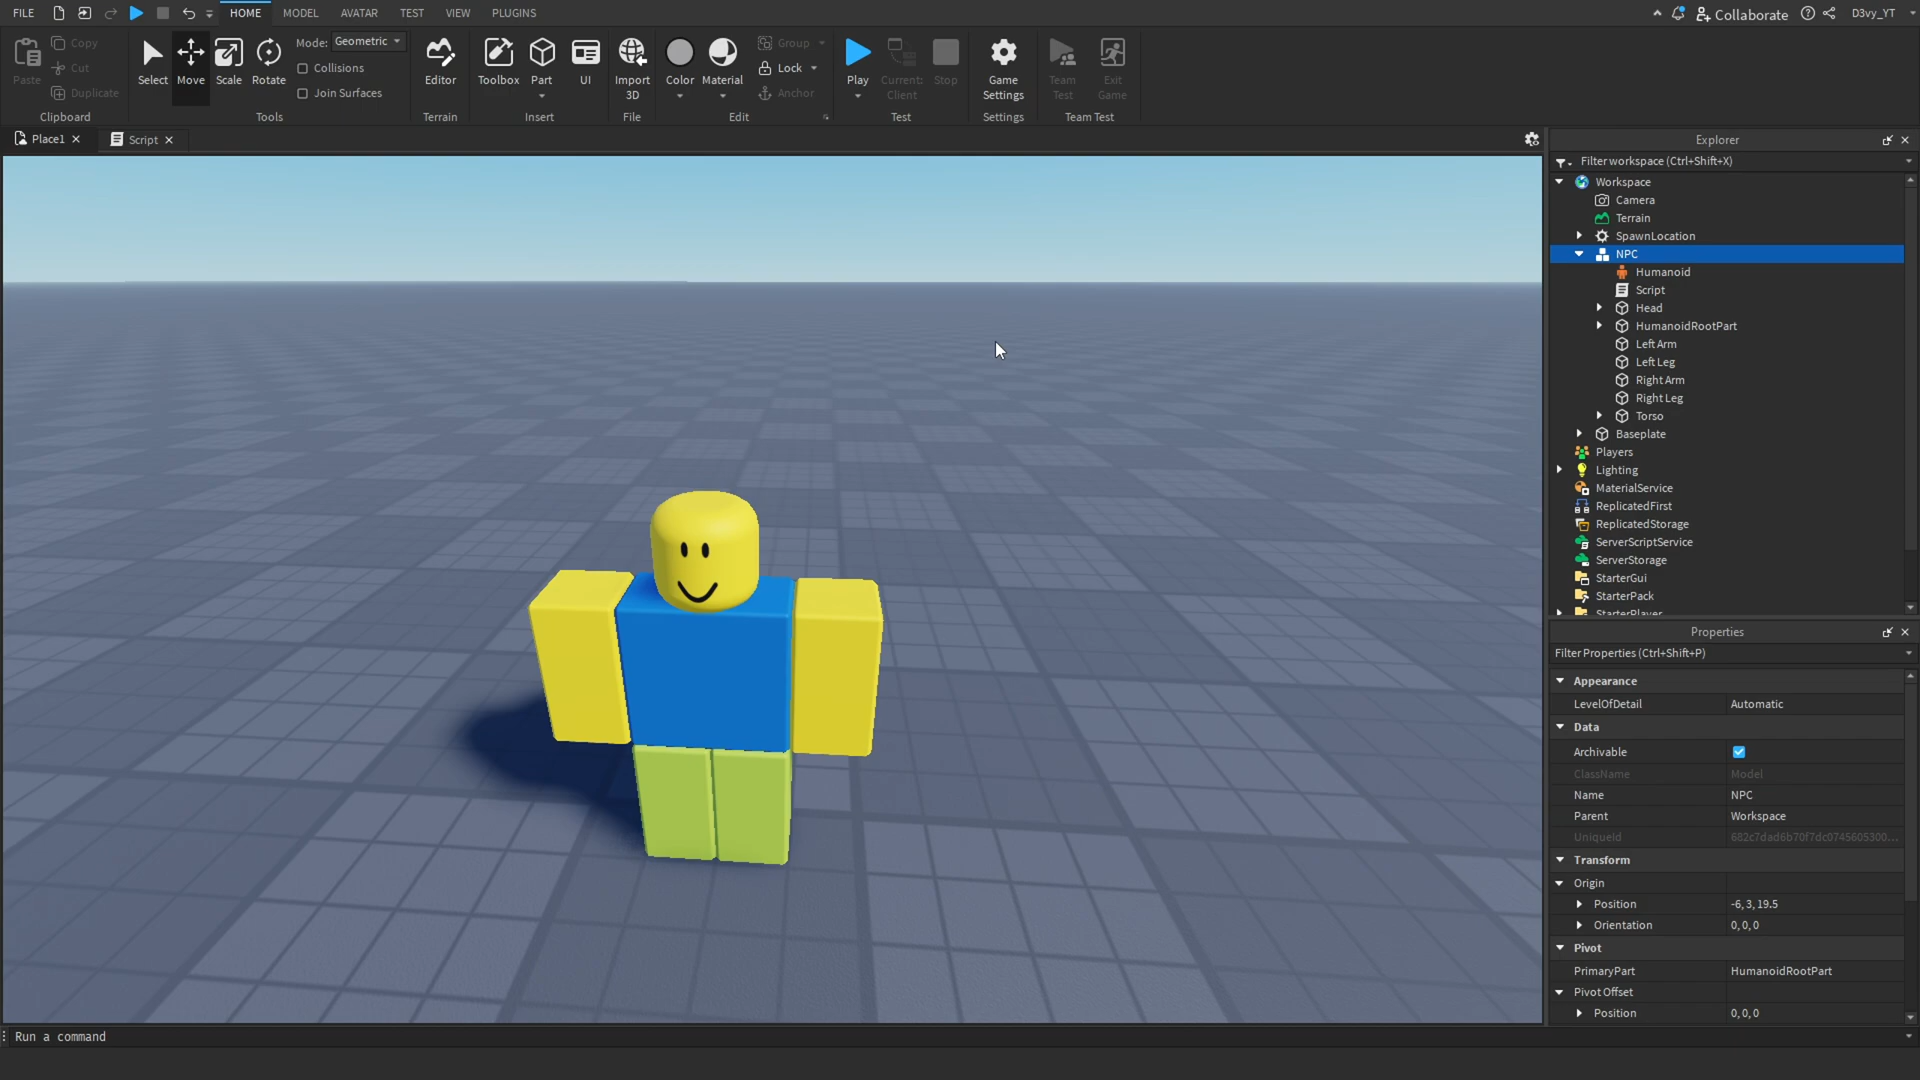 FILE HOME MODEL AVATAR TEST VIEW PLUGINS Collaborate D3vy_YT
Paste
Copy
Cut
Duplicate
Clipboard
Select Move Scale Rotate
Mode: Geometric
Collisions
Join Surfaces
Tools
Editor
Terrain
Toolbox Part UI
Insert
Import
3D
File
Color Material
Group
Lock
Anchor
Edit
Play
Current:
Client
Stop
Test
Game
Settings
Settings
Team
Test
Exit
Game
Team Test
Place1
Script
Explorer
Filter workspace (Ctrl+Shift+X)
Workspace
Camera
Terrain
SpawnLocation
NPC
Humanoid
Script
Head
HumanoidRootPart
Left Arm
Left Leg
Right Arm
Right Leg
Torso
Baseplate
Players
Lighting
MaterialService
ReplicatedFirst
ReplicatedStorage
ServerScriptService
ServerStorage
StarterGui
StarterPack
StarterPlayer
Properties
Filter Properties (Ctrl+Shift+P)
Appearance
LevelOfDetail Automatic
Data
Archivable
ClassName Model
Name NPC
Parent Workspace
UniqueId 682c7dad6b70f7dc0745605300...
Transform
Origin
Position -6, 3, 19.5
Orientation 0, 0, 0
Pivot
PrimaryPart HumanoidRootPart
Pivot Offset
Position 0, 0, 0
Run a command